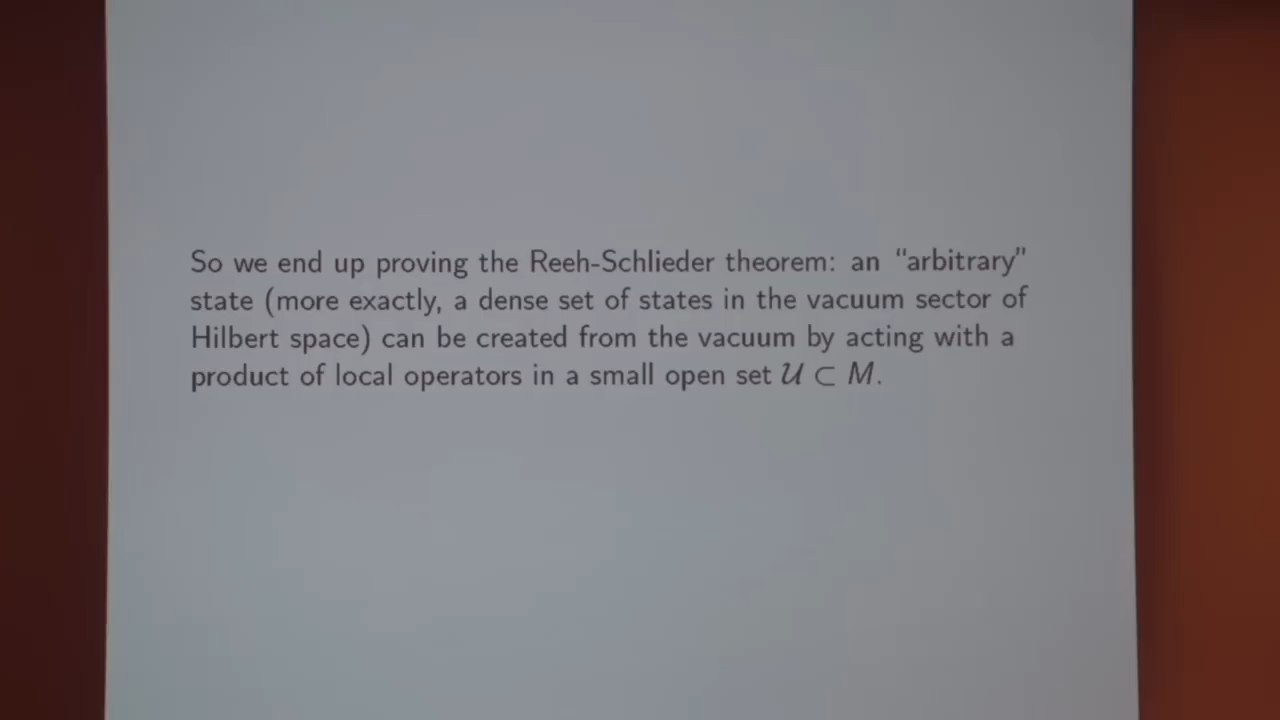 So we end up proving the Reeh-Schlieder theorem: an “arbitrary”
state (more exactly, a dense set of states in the vacuum sector of
Hilbert space) can be created from the vacuum by acting with a
product of local operators in a small open set 𝒰 ⊂ M.